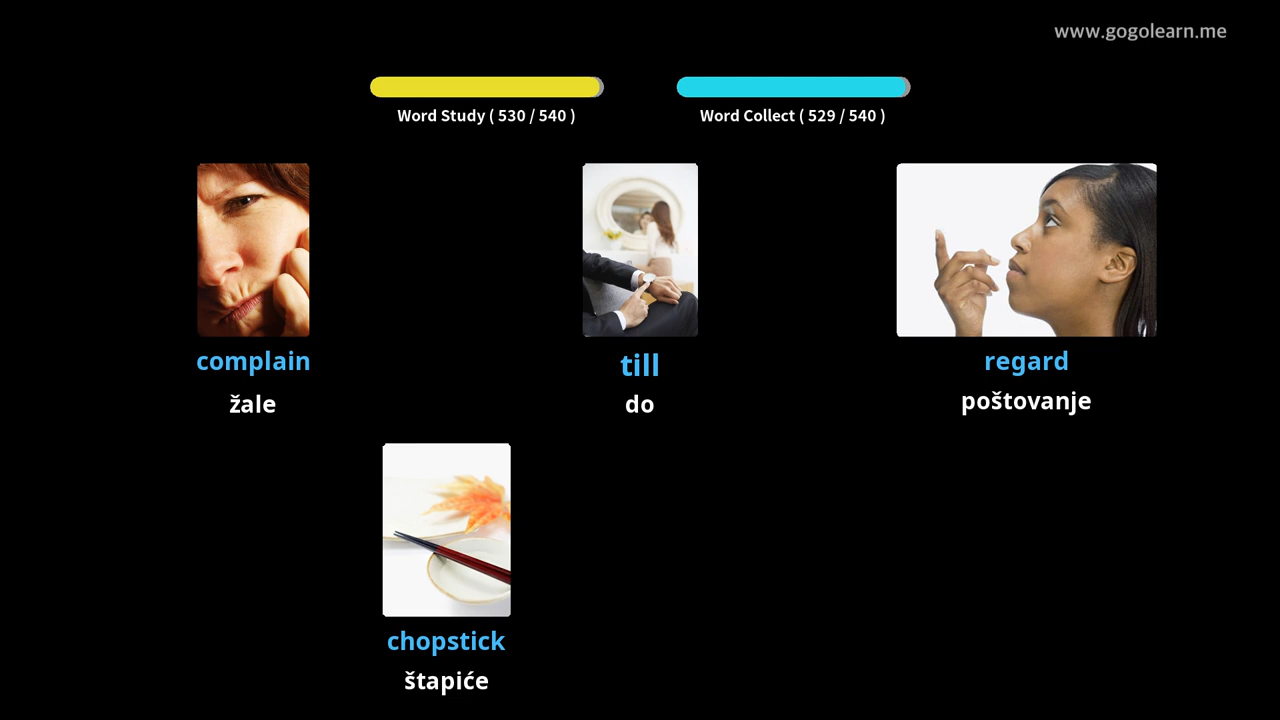 www.gogolearn.me
Word Study ( 530 / 540 )
Word Collect ( 529 / 540 )
complain
till
regard
žale
do
poštovanje
chopstick
štapiće